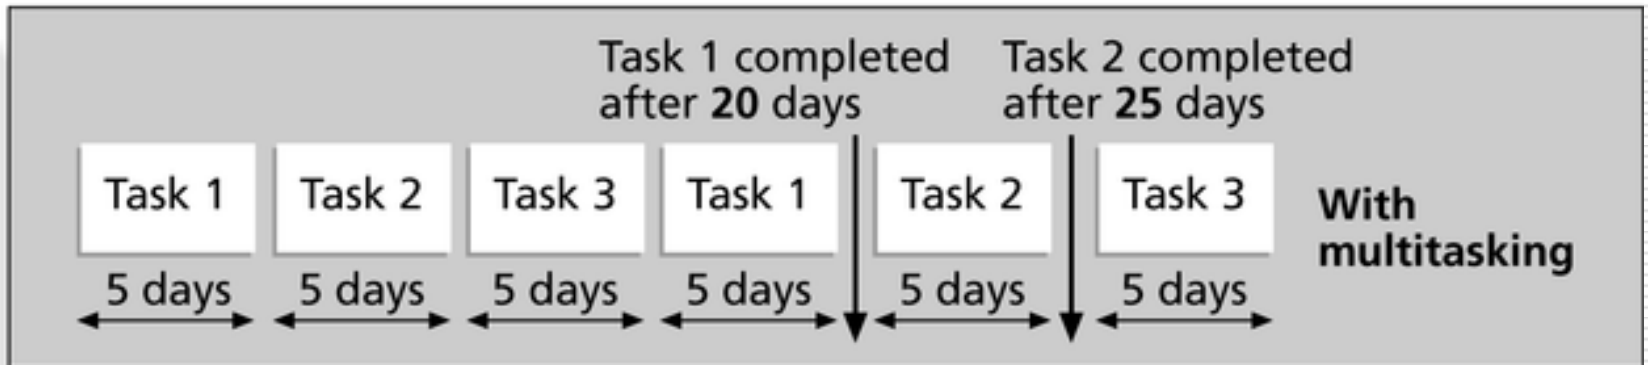 Task 1 completed
after 20 days
Task 2 completed
after 25 days
Task 1
Task 2
Task 3
Task 1
Task 2
Task 3
With
multitasking
5 days
5 days
5 days
5 days
5 days
5 days